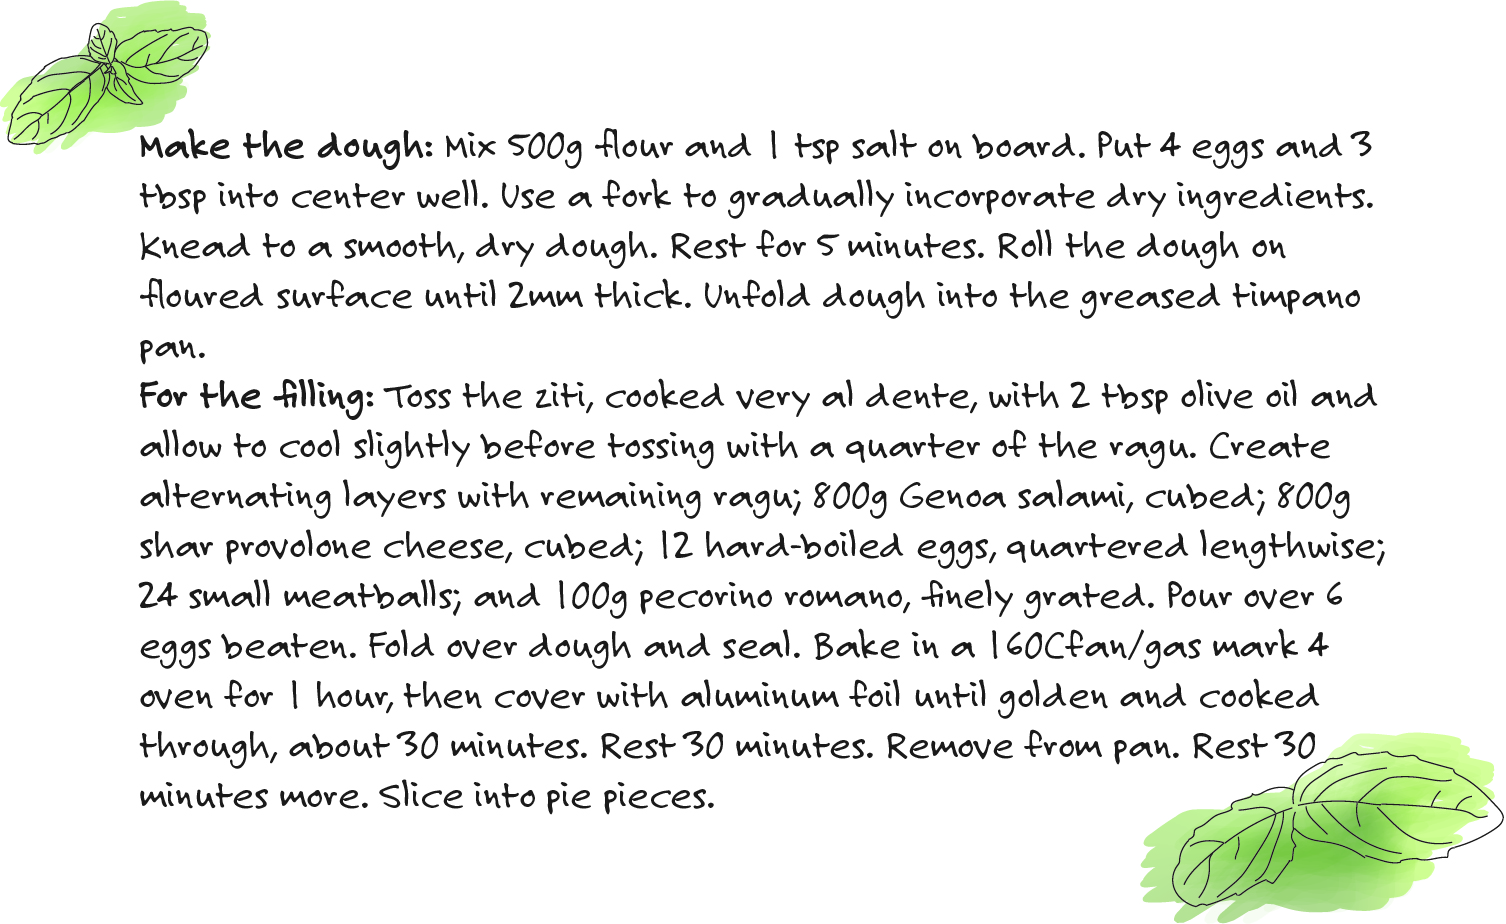 Make the dough: Mix 500g flour and 1 tsp salt on board. Put 4 eggs and 3
tbsp into center well. Use a fork to gradually incorporate dry ingredients.
Knead to a smooth, dry dough. Rest for 5 minutes. Roll the dough on
floured surface until 2mm thick. Unfold dough into the greased timpano
pan.
For the filling: Toss the ziti, cooked very al dente, with 2 tbsp olive oil and
allow to cool slightly before tossing with a quarter of the ragu. Create
alternating layers with remaining ragu; 800g Genoa salami, cubed; 800g
shar provolone cheese, cubed; 12 hard-boiled eggs, quartered lengthwise;
24 small meatballs; and 100g pecorino romano, finely grated. Pour over 6
eggs beaten. Fold over dough and seal. Bake in a 160Cfan/gas mark 4
oven for 1 hour, then cover with aluminum foil until golden and cooked
through, about 30 minutes. Rest 30 minutes. Remove from pan. Rest 30
minutes more. Slice into pie pieces.